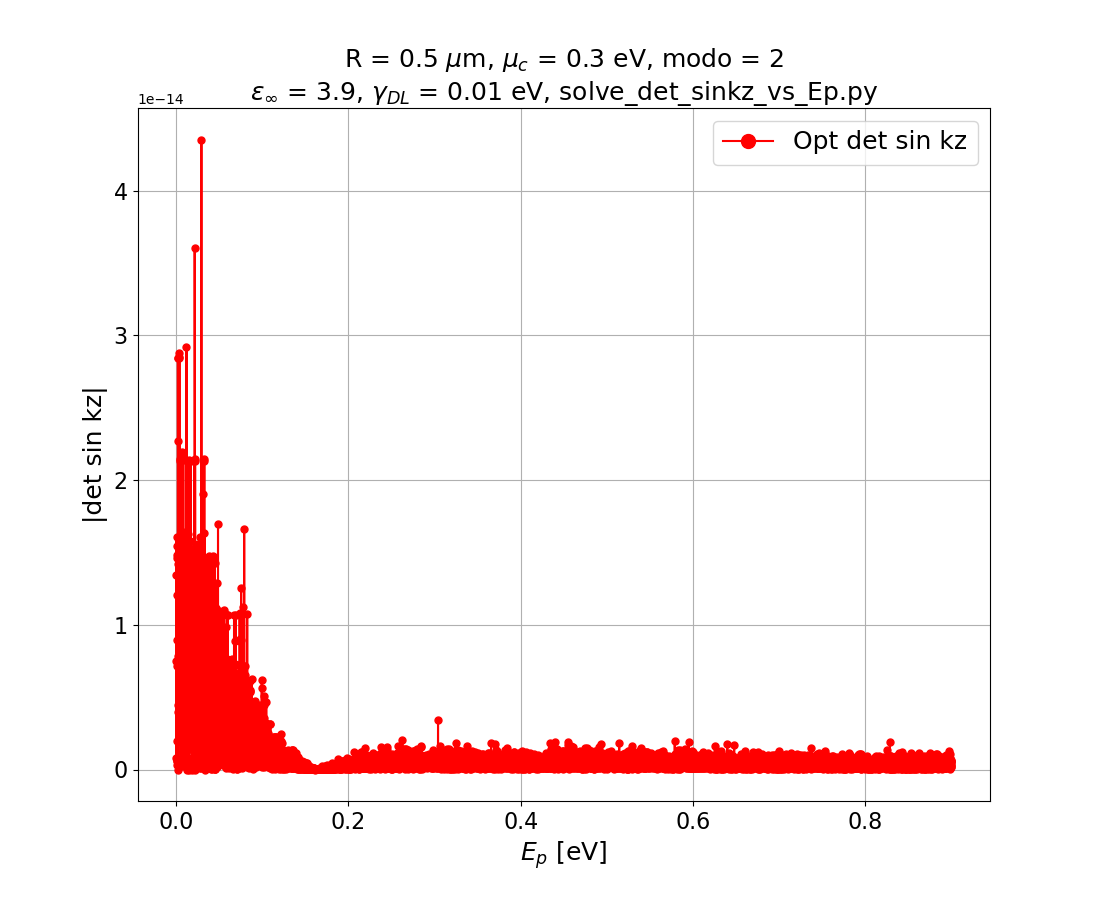 R = 0.5 μm, μ_c = 0.3 eV, modo = 2
ε_∞ = 3.9, γ_DL = 0.01 eV, solve_det_sinkz_vs_Ep.py
1e−14
Opt det sin kz
4
3
2
1
0
|det sin kz|
0.0 0.2 0.4 0.6 0.8
E_p [eV]